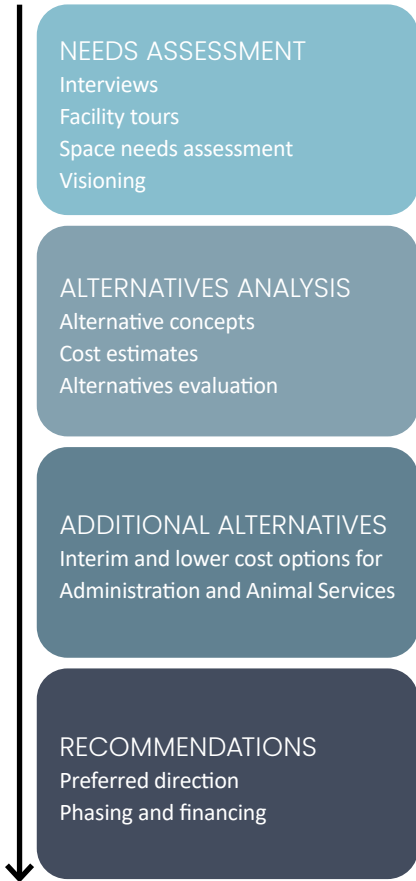 NEEDS ASSESSMENT
Interviews
Facility tours
Space needs assessment
Visioning
ALTERNATIVES ANALYSIS
Alternative concepts
Cost estimates
Alternatives evaluation
ADDITIONAL ALTERNATIVES
Interim and lower cost options for
Administration and Animal Services
RECOMMENDATIONS
Preferred direction
Phasing and financing